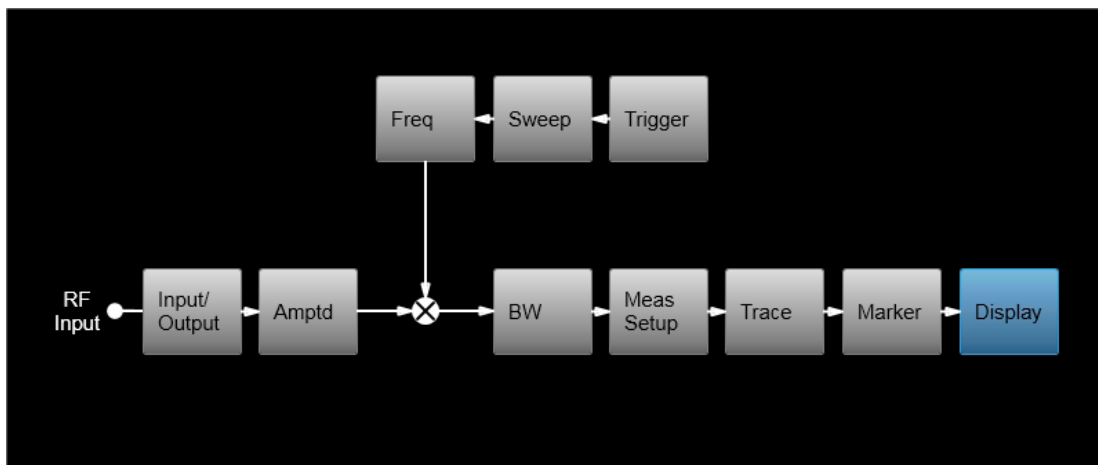 Freq
Sweep
Trigger
RF
Input
Input/
Output
Amptd
BW
Meas
Setup
Trace
Marker
Display